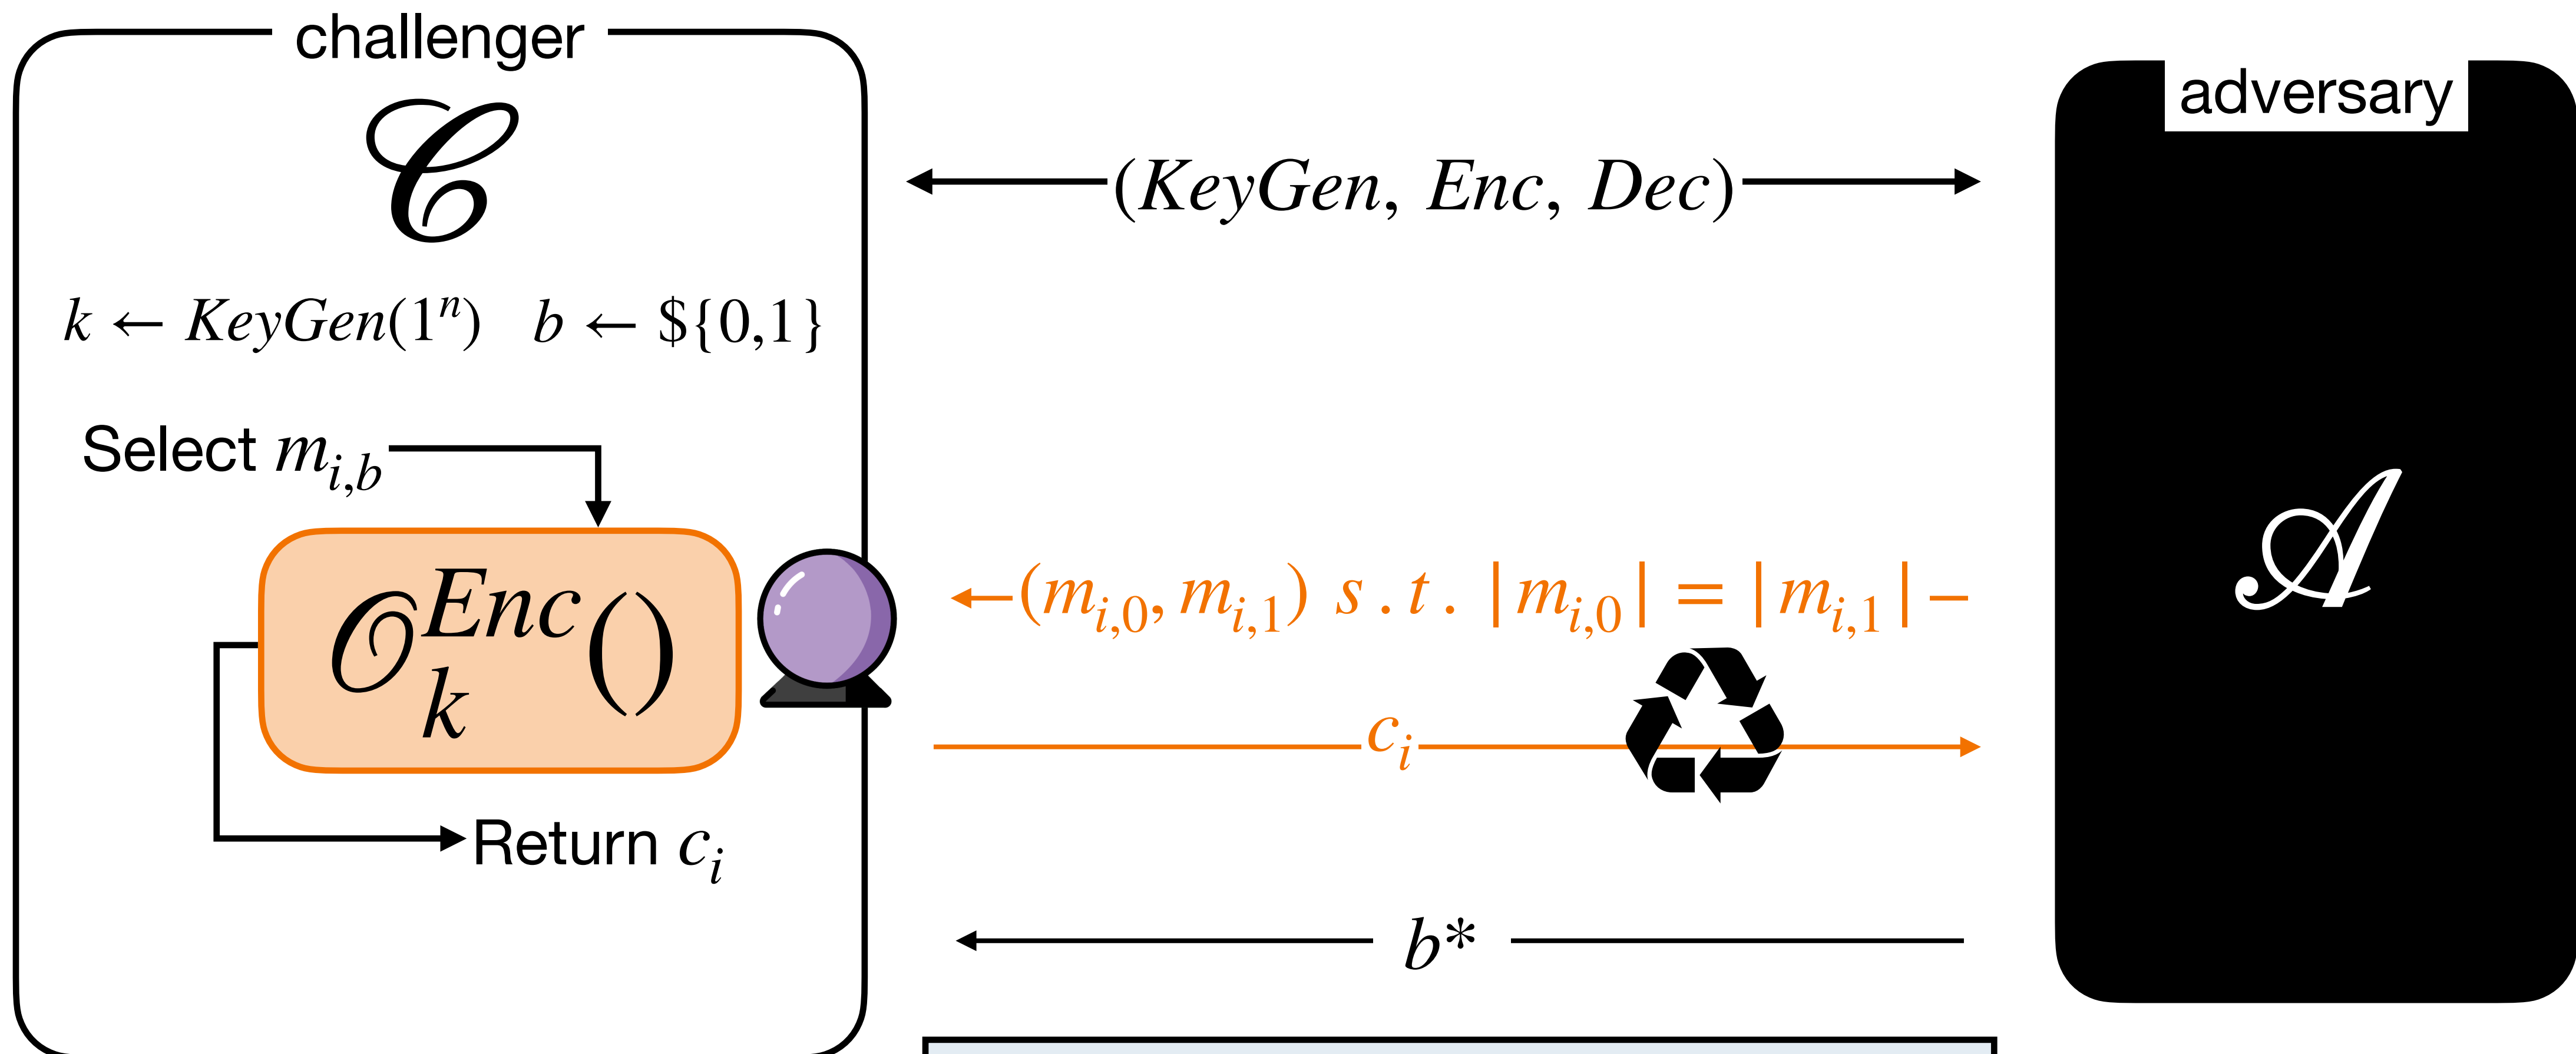 challenger
adversary
𝒞
(KeyGen, Enc, Dec)
k ← KeyGen(1ⁿ) b ← ${0,1}
Select m_{i,b}
𝒜
𝒪_k^{Enc}()
(m_{i,0}, m_{i,1}) s . t . |m_{i,0}| = |m_{i,1}|
c_i
Return c_i
b*